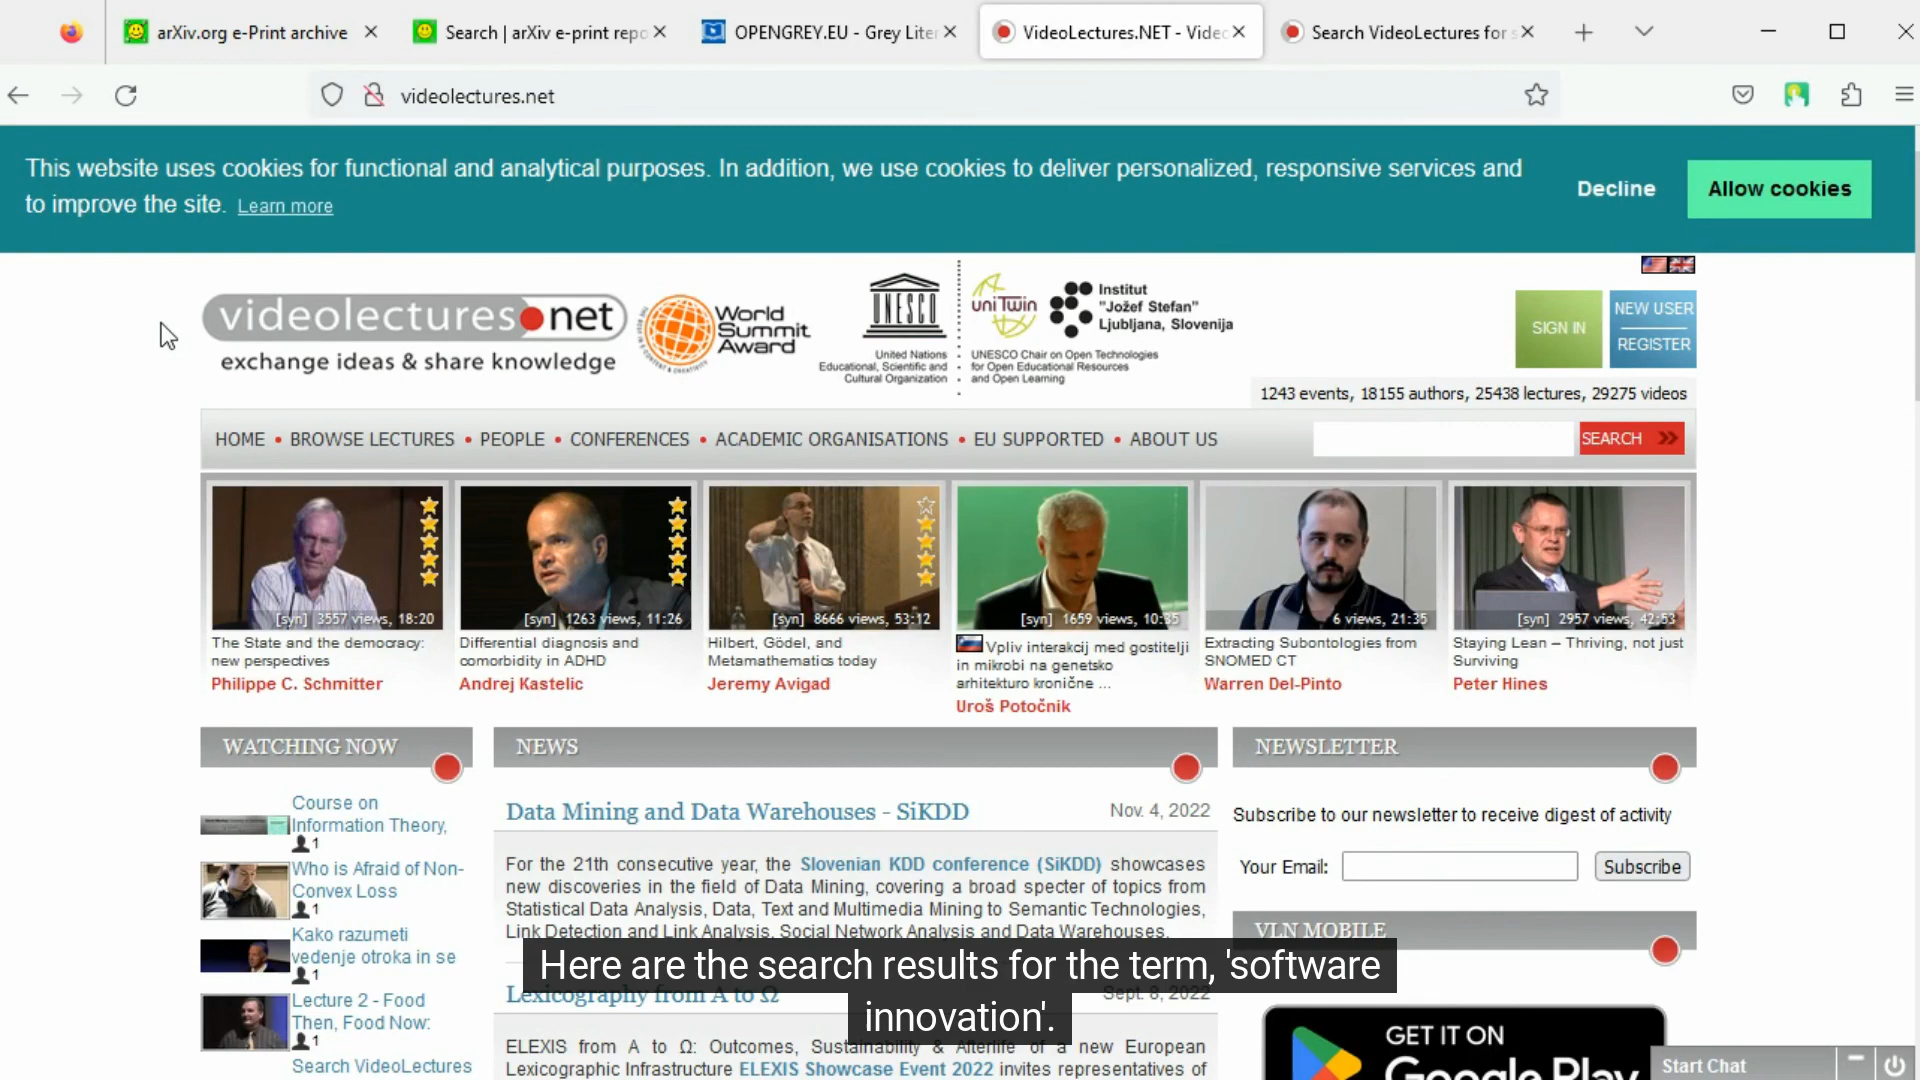 arXiv.org e-Print archive
Search | arXiv e-print repo
OPENGREY.EU - Grey Liter
VideoLectures.NET - Video
Search VideoLectures for s
videolectures.net
This website uses cookies for functional and analytical purposes. In addition, we use cookies to deliver personalized, responsive services and
to improve the site. Learn more
Decline
Allow cookies
videolectures.net
exchange ideas & share knowledge
World
Summit
Award
UNESCO
United Nations
Educational, Scientific and
Cultural Organization
uniTwin
Institut
"Jožef Stefan"
Ljubljana, Slovenija
UNESCO Chair on Open Technologies
for Open Educational Resources
and Open Learning
SIGN IN
NEW USER
REGISTER
1243 events, 18155 authors, 25438 lectures, 29275 videos
HOME • BROWSE LECTURES • PEOPLE • CONFERENCES • ACADEMIC ORGANISATIONS • EU SUPPORTED • ABOUT US
SEARCH »
[syn] 3557 views, 18:20
The State and the democracy:
new perspectives
Philippe C. Schmitter
[syn] 1263 views, 11:26
Differential diagnosis and
comorbidity in ADHD
Andrej Kastelic
[syn] 8666 views, 53:12
Hilbert, Gödel, and
Metamathematics today
Jeremy Avigad
[syn] 1659 views, 10:35
Vpliv interakcij med gostitelji
in mikrobi na genetsko
arhitekturo kronične ...
Uroš Potočnik
6 views, 21:35
Extracting Subontologies from
SNOMED CT
Warren Del-Pinto
[syn] 2957 views, 42:53
Staying Lean – Thriving, not just
Surviving
Peter Hines
WATCHING NOW
Course on
Information Theory,
1
Who is Afraid of Non-
Convex Loss
1
Kako razumeti
vedenje otroka in se
1
Lecture 2 - Food
Then, Food Now:
1
Search VideoLectures
NEWS
Data Mining and Data Warehouses - SiKDD
Nov. 4, 2022
For the 21th consecutive year, the Slovenian KDD conference (SiKDD) showcases
new discoveries in the field of Data Mining, covering a broad specter of topics from
Statistical Data Analysis, Data, Text and Multimedia Mining to Semantic Technologies,
Link Detection and Link Analysis, Social Network Analysis and Data Warehouses.
Lexicography from A to Ω
Sept. 8, 2022
ELEXIS from A to Ω: Outcomes, Sustainability & Afterlife of a new European
Lexicographic Infrastructure ELEXIS Showcase Event 2022 invites representatives of
NEWSLETTER
Subscribe to our newsletter to receive digest of activity
Your Email:
Subscribe
VLN MOBILE
GET IT ON
Google Play
Start Chat
Here are the search results for the term, 'software
innovation'.